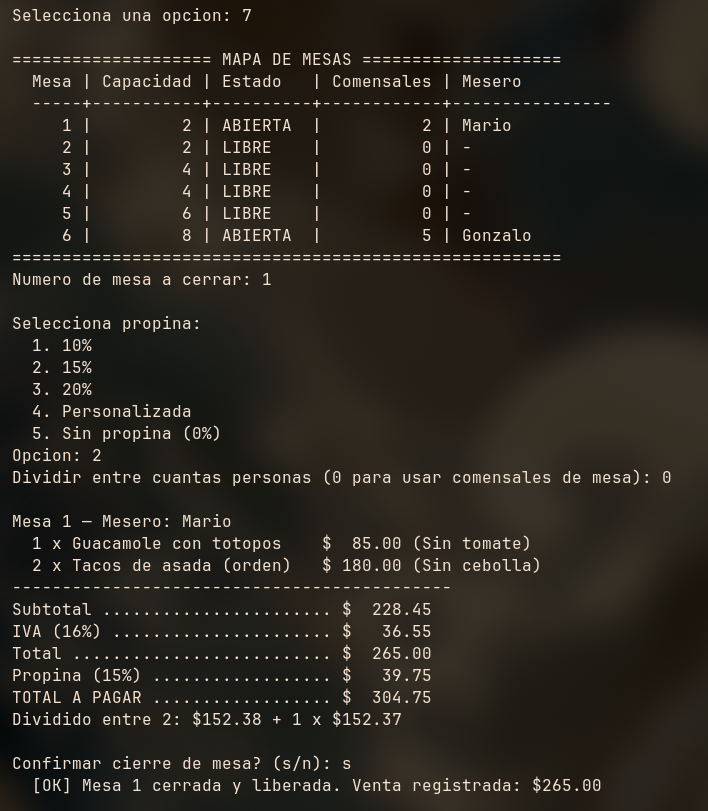 Selecciona una opcion: 7
==================== MAPA DE MESAS ====================
Mesa | Capacidad | Estado   | Comensales | Mesero
-----+-----------+----------+------------+----------------
1 |         2 | ABIERTA  |          2 | Mario
2 |         2 | LIBRE    |          0 | -
3 |         4 | LIBRE    |          0 | -
4 |         4 | LIBRE    |          0 | -
5 |         6 | LIBRE    |          0 | -
6 |         8 | ABIERTA  |          5 | Gonzalo
=======================================================
Numero de mesa a cerrar: 1
Selecciona propina:
1. 10%
2. 15%
3. 20%
4. Personalizada
5. Sin propina (0%)
Opcion: 2
Dividir entre cuantas personas (0 para usar comensales de mesa): 0
Mesa 1 — Mesero: Mario
1 x Guacamole con totopos    $  85.00 (Sin tomate)
2 x Tacos de asada (orden)   $ 180.00 (Sin cebolla)
--------------------------------------------
Subtotal ....................... $  228.45
IVA (16%) ...................... $   36.55
Total .......................... $  265.00
Propina (15%) .................. $   39.75
TOTAL A PAGAR .................. $  304.75
Dividido entre 2: $152.38 + 1 x $152.37
Confirmar cierre de mesa? (s/n): s
[OK] Mesa 1 cerrada y liberada. Venta registrada: $265.00